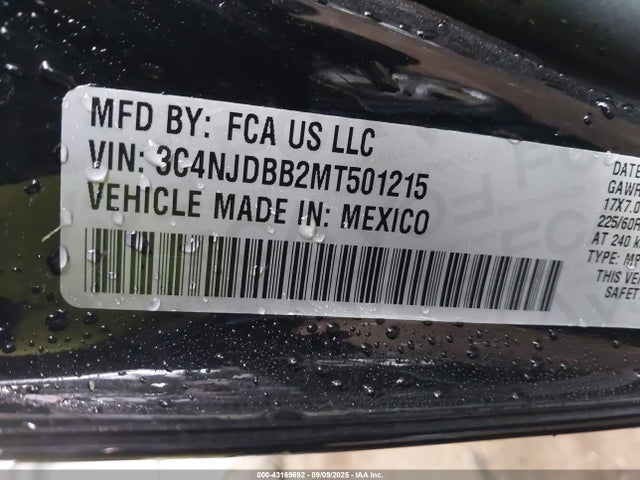 MFD BY: FCA US LLC
VIN: 3C4NJDBB2MT501215
VEHICLE MADE IN: MEXICO
DATE
GAWR
17X7.0
225/60R
AT 240 K
TYPE: MP
THIS VE
SAFET
000-43169692 - 09/09/2025 - IAA Inc.